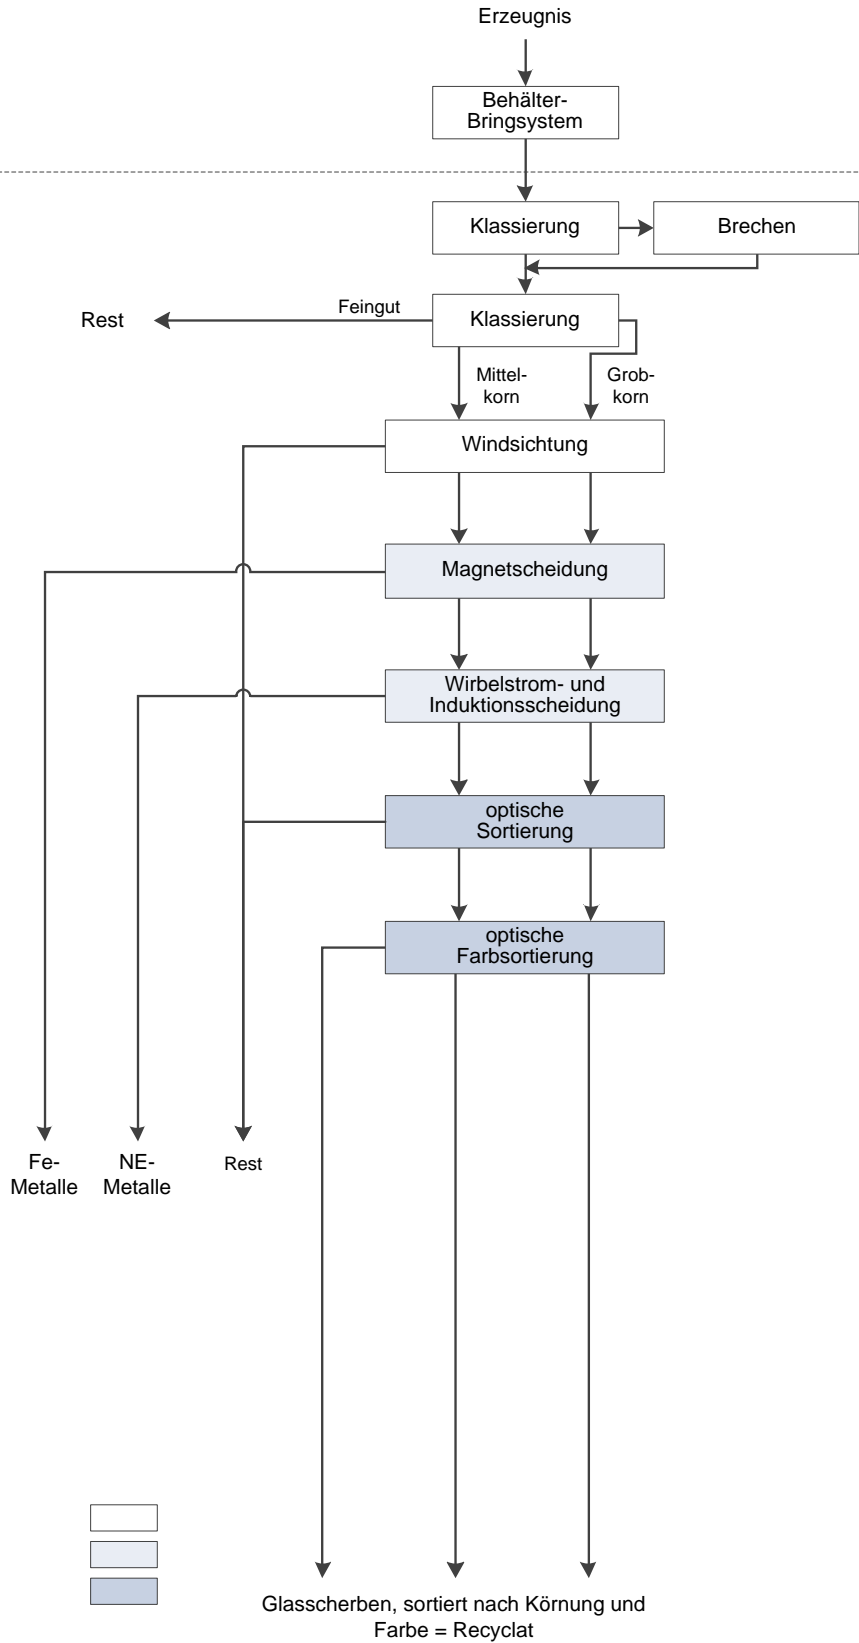 Erzeugnis
Behälter-
Bringsystem
Klassierung
Brechen
Rest
Feingut
Klassierung
Mittel-
korn
Grob-
korn
Windsichtung
Magnetscheidung
Wirbelstrom- und
Induktionsscheidung
optische
Sortierung
optische
Farbsortierung
Fe-
Metalle
NE-
Metalle
Rest
Glasscherben, sortiert nach Körnung und
Farbe = Recyclat